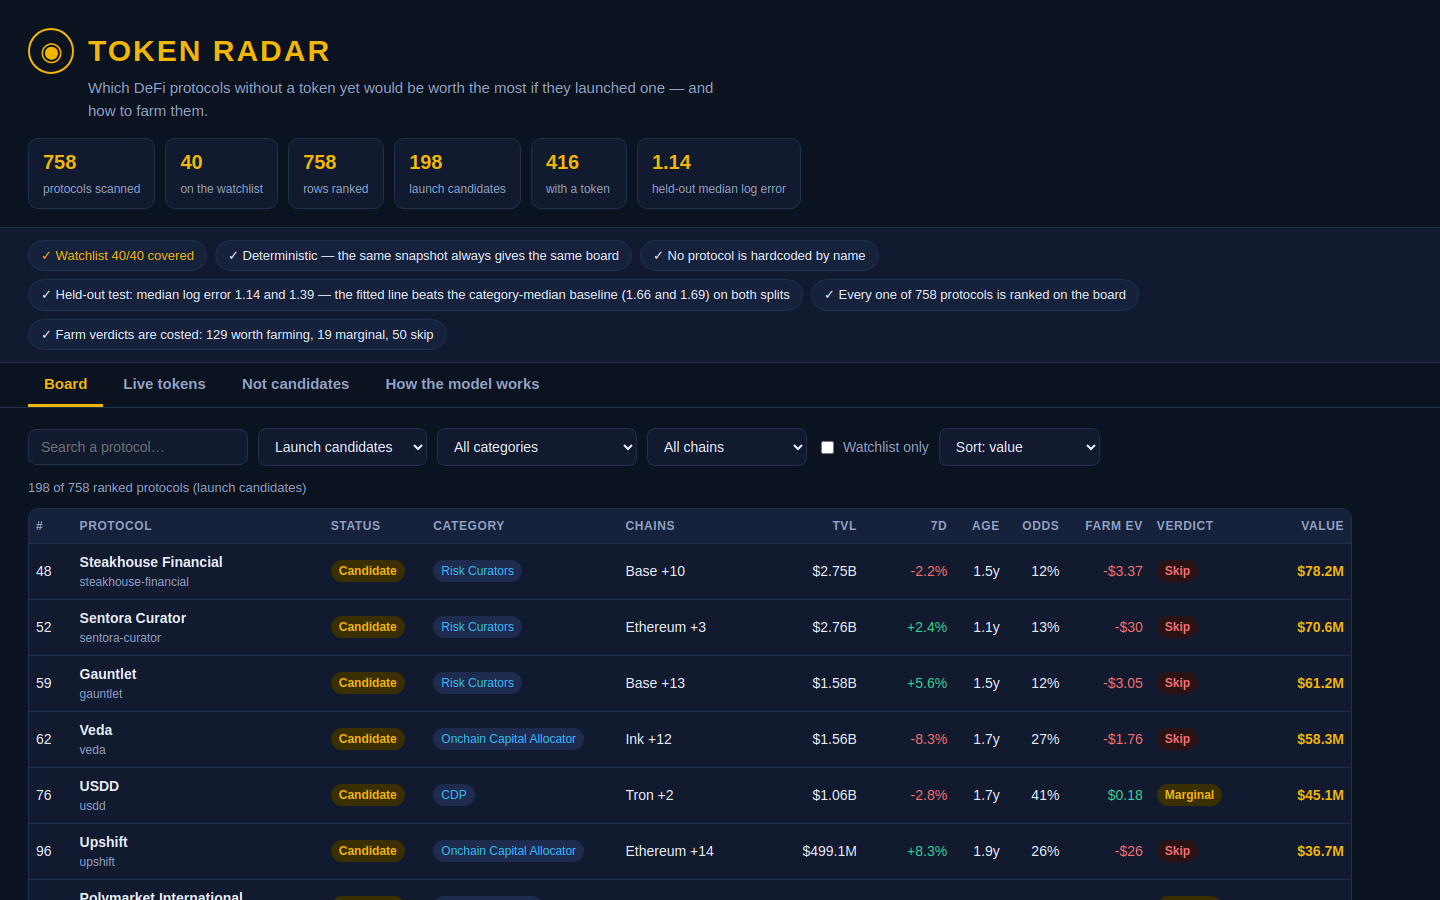 TOKEN RADAR
Which DeFi protocols without a token yet would be worth the most if they launched one — and
how to farm them.
758 40 758 198 416 1.14
protocols scanned on the watchlist rows ranked launch candidates with a token held-out median log error
✓ Watchlist 40/40 covered ✓ Deterministic — the same snapshot always gives the same board ✓ No protocol is hardcoded by name
✓ Held-out test: median log error 1.14 and 1.39 — the fitted line beats the category-median baseline (1.66 and 1.69) on both splits ✓ Every one of 758 protocols is ranked on the board
✓ Farm verdicts are costed: 129 worth farming, 19 marginal, 50 skip
Board Live tokens Not candidates How the model works
Search a protocol… Launch candidates All categories All chains Watchlist only Sort: value
198 of 758 ranked protocols (launch candidates)
# PROTOCOL STATUS CATEGORY CHAINS TVL 7D AGE ODDS FARM EV VERDICT VALUE
48 Steakhouse Financial Candidate Risk Curators Base +10 $2.75B -2.2% 1.5y 12% -$3.37 Skip $78.2M
steakhouse-financial
52 Sentora Curator Candidate Risk Curators Ethereum +3 $2.76B +2.4% 1.1y 13% -$30 Skip $70.6M
sentora-curator
59 Gauntlet Candidate Risk Curators Base +13 $1.58B +5.6% 1.5y 12% -$3.05 Skip $61.2M
gauntlet
62 Veda Candidate Onchain Capital Allocator Ink +12 $1.56B -8.3% 1.7y 27% -$1.76 Skip $58.3M
veda
76 USDD Candidate CDP Tron +2 $1.06B -2.8% 1.7y 41% $0.18 Marginal $45.1M
usdd
96 Upshift Candidate Onchain Capital Allocator Ethereum +14 $499.1M +8.3% 1.9y 26% -$26 Skip $36.7M
upshift
Polymarket International